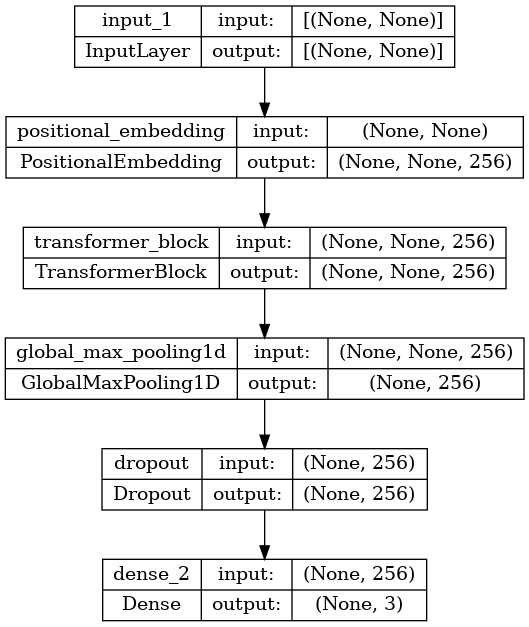 input_1 input: [(None, None)]
InputLayer output: [(None, None)]
positional_embedding input: (None, None)
PositionalEmbedding output: (None, None, 256)
transformer_block input: (None, None, 256)
TransformerBlock output: (None, None, 256)
global_max_pooling1d input: (None, None, 256)
GlobalMaxPooling1D output: (None, 256)
dropout input: (None, 256)
Dropout output: (None, 256)
dense_2 input: (None, 256)
Dense output: (None, 3)